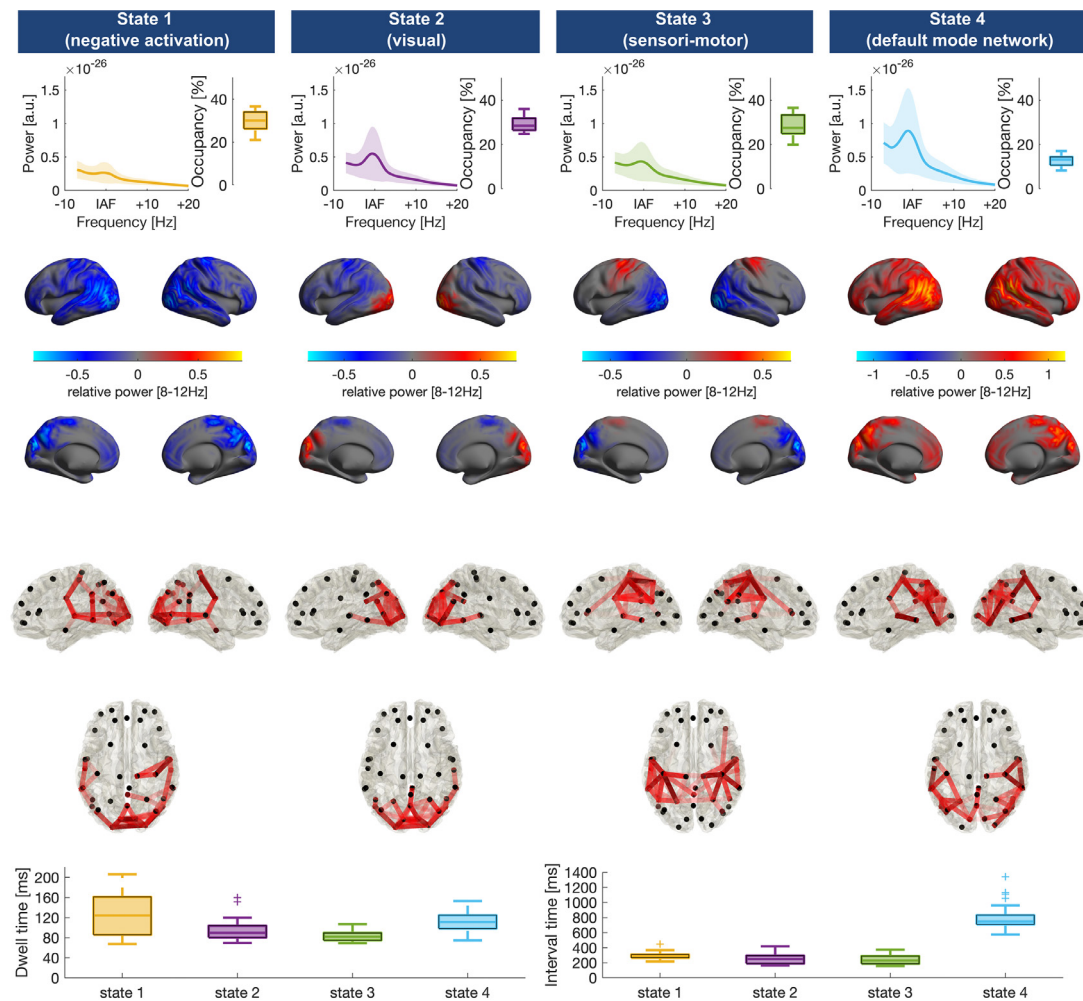 State 1
(negative activation)
State 2
(visual)
State 3
(sensori-motor)
State 4
(default mode network)
×10⁻²⁶
1.5
1
0.5
0
Power [a.u.]
-10 IAF +10 +20
Frequency [Hz]
Occupancy [%]
40
20
0
×10⁻²⁶
1.5
1
0.5
0
Power [a.u.]
-10 IAF +10 +20
Frequency [Hz]
Occupancy [%]
40
20
0
×10⁻²⁶
1.5
1
0.5
0
Power [a.u.]
-10 IAF +10 +20
Frequency [Hz]
Occupancy [%]
40
20
0
×10⁻²⁶
1.5
1
0.5
0
Power [a.u.]
-10 IAF +10 +20
Frequency [Hz]
Occupancy [%]
40
20
0
-0.5 0 0.5
relative power [8-12Hz]
-0.5 0 0.5
relative power [8-12Hz]
-0.5 0 0.5
relative power [8-12Hz]
-1 -0.5 0 0.5 1
relative power [8-12Hz]
Dwell time [ms]
200
160
120
80
40
0
state 1 state 2 state 3 state 4
Interval time [ms]
1400
1200
1000
800
600
400
200
0
state 1 state 2 state 3 state 4